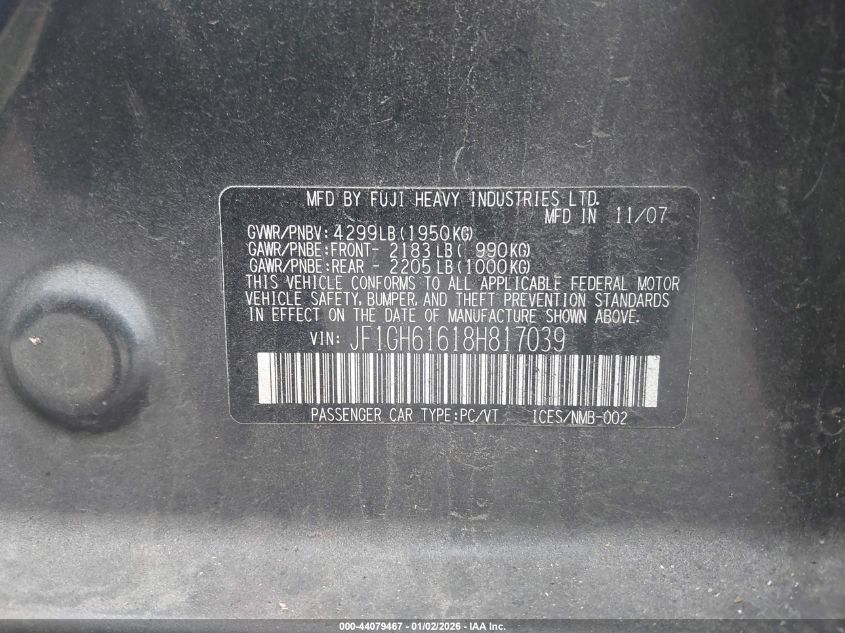 MFD BY FUJI HEAVY INDUSTRIES LTD.
MFD IN 11/07
GVWR/PNBV: 4299LB(1950KG)
GAWR/PNBE:FRONT- 2183LB( 990KG)
GAWR/PNBE:REAR - 2205LB(1000KG)
THIS VEHICLE CONFORMS TO ALL APPLICABLE FEDERAL MOTOR
VEHICLE SAFETY, BUMPER, AND THEFT PREVENTION STANDARDS
IN EFFECT ON THE DATE OF MANUFACTURE SHOWN ABOVE.
VIN: JF1GH61618H817039
PASSENGER CAR TYPE:PC/VT ICES/NMB-002
000-44079467 - 01/02/2026 - IAA Inc.